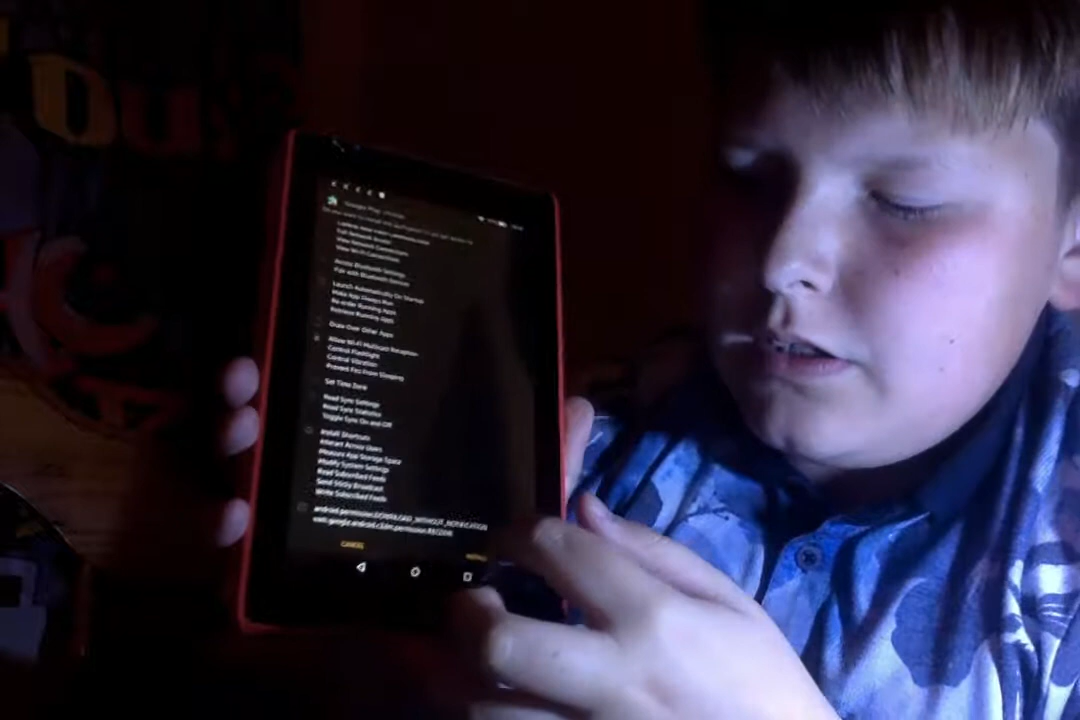 Du
Google Play
Full Network Access
View Network Connections
View Wi-Fi Connections
Access Bluetooth Settings
Pair with Bluetooth Devices
Launch Automatically On Startup
Make App Always Run
Re-order Running Apps
Retrieve Running Apps
Draw Over Other Apps
Allow Wi-Fi Multicast Reception
Control Flashlight
Control Vibration
Prevent From Sleeping
Set Time Zone
Read Sync Settings
Read Sync Statistics
Toggle Sync On and Off
Install Shortcuts
Interact Across Users
Measure App Storage Space
Modify System Settings
Read Subscribed Feeds
Send Sticky Broadcast
Write Subscribed Feeds
android.permission.DOWNLOAD_WITHOUT_NOTIFICATION
com.google.android.c2dm.permission.RECEIVE
CANCEL